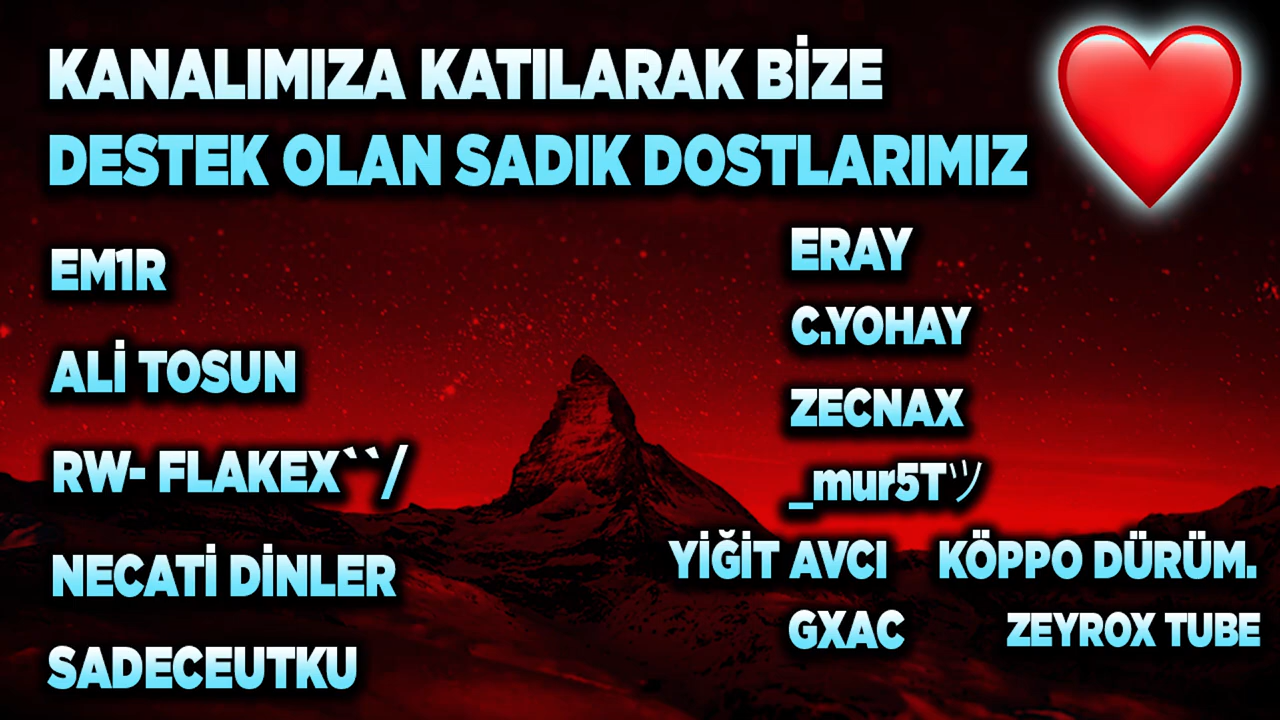 KANALIMIZA KATILARAK BİZE
DESTEK OLAN SADIK DOSTLARIMIZ
EM1R
ALİ TOSUN
RW- FLAKEX``/
NECATİ DİNLER
SADECEUTKU
ERAY
C.YOHAY
ZECNAX
_mur5Tツ
YİĞİT AVCI KÖPPO DÜRÜM.
GXAC ZEYROX TUBE